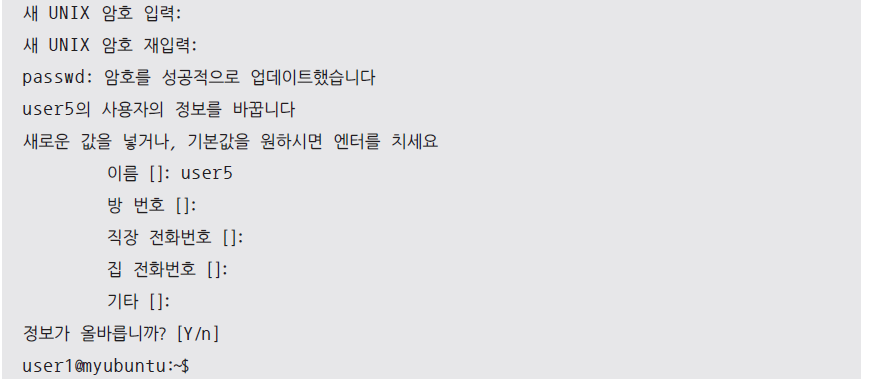 새 UNIX 암호 입력:
새 UNIX 암호 재입력:
passwd: 암호를 성공적으로 업데이트했습니다
user5의 사용자의 정보를 바꿉니다
새로운 값을 넣거나, 기본값을 원하시면 엔터를 치세요
이름 []: user5
방 번호 []:
직장 전화번호 []:
집 전화번호 []:
기타 []:
정보가 올바릅니까? [Y/n]
user1@myubuntu:~$